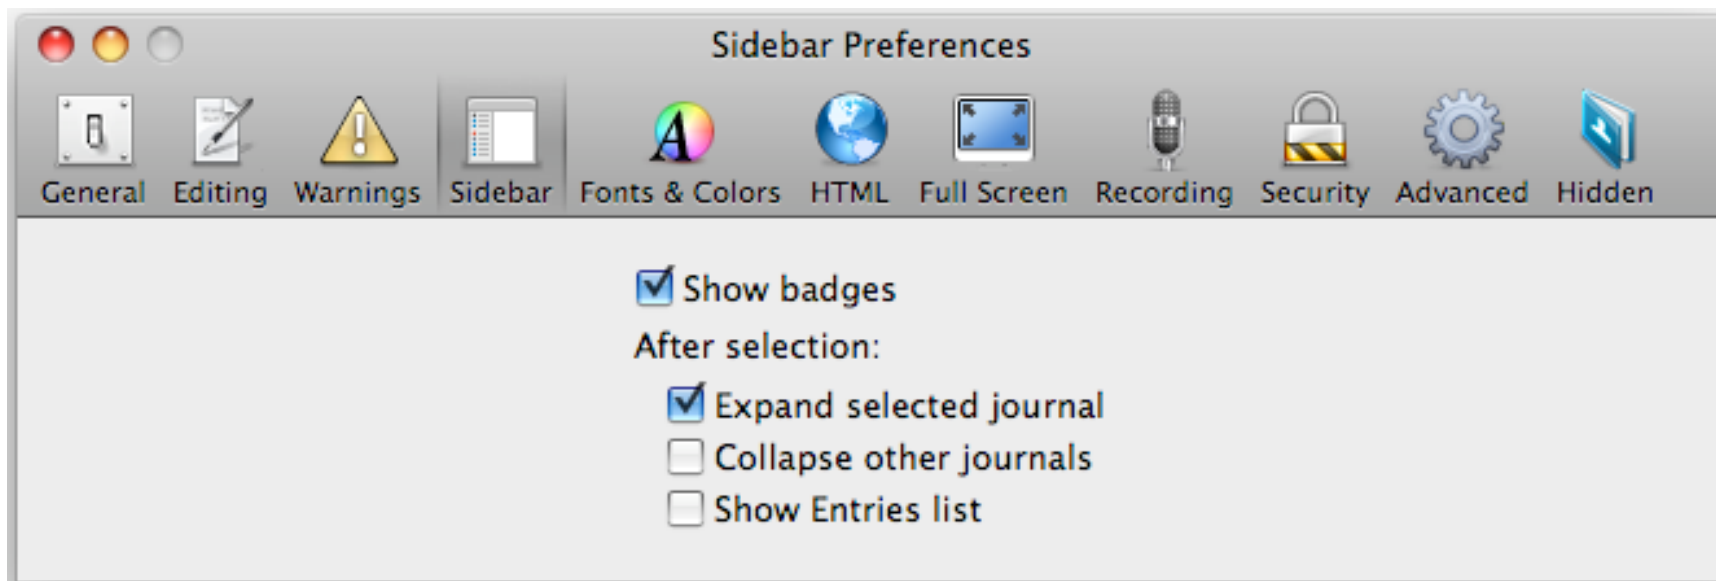 Sidebar Preferences
General Editing Warnings Sidebar Fonts & Colors HTML Full Screen Recording Security Advanced Hidden
Show badges
After selection:
Expand selected journal
Collapse other journals
Show Entries list